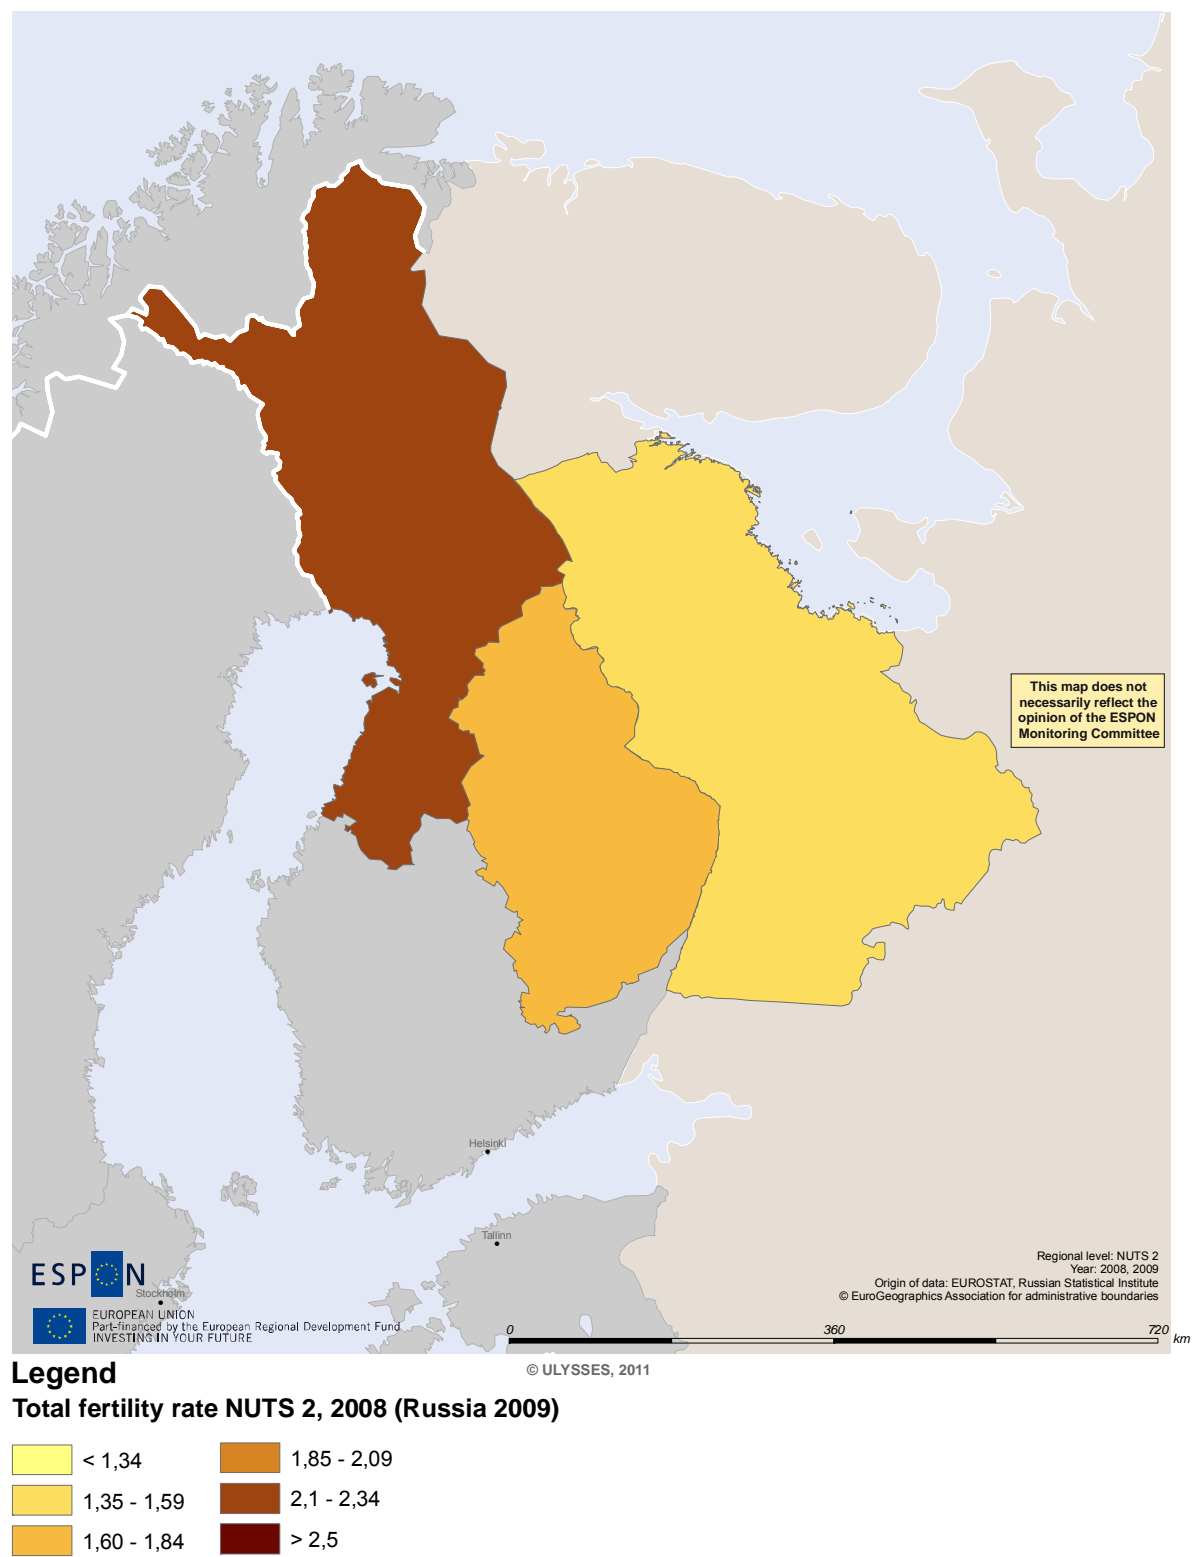 This map does not
necessarily reflect the
opinion of the ESPON
Monitoring Committee
Helsinki
Tallinn
Regional level: NUTS 2
Year: 2008, 2009
Origin of data: EUROSTAT, Russian Statistical Institute
© EuroGeographics Association for administrative boundaries
ESPON
Stockholm
EUROPEAN UNION
Part-financed by the European Regional Development Fund
INVESTING IN YOUR FUTURE
0 360 720 km
© ULYSSES, 2011
Legend
Total fertility rate NUTS 2, 2008 (Russia 2009)
< 1,34
1,35 - 1,59
1,60 - 1,84
1,85 - 2,09
2,1 - 2,34
> 2,5